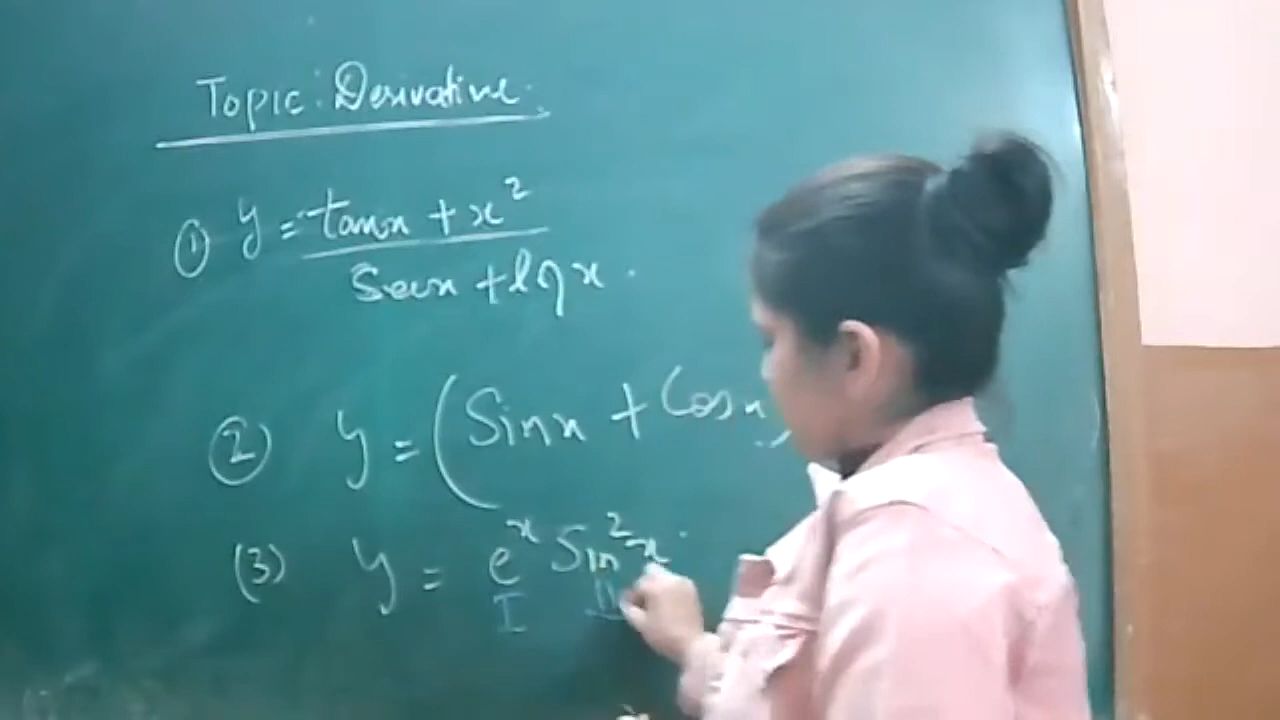 Topic: Derivative.
① y = tanx + x²
Secx + log x.
② y = (Sinx + Cosx
(3) y = eˣ Sin²x.
I II